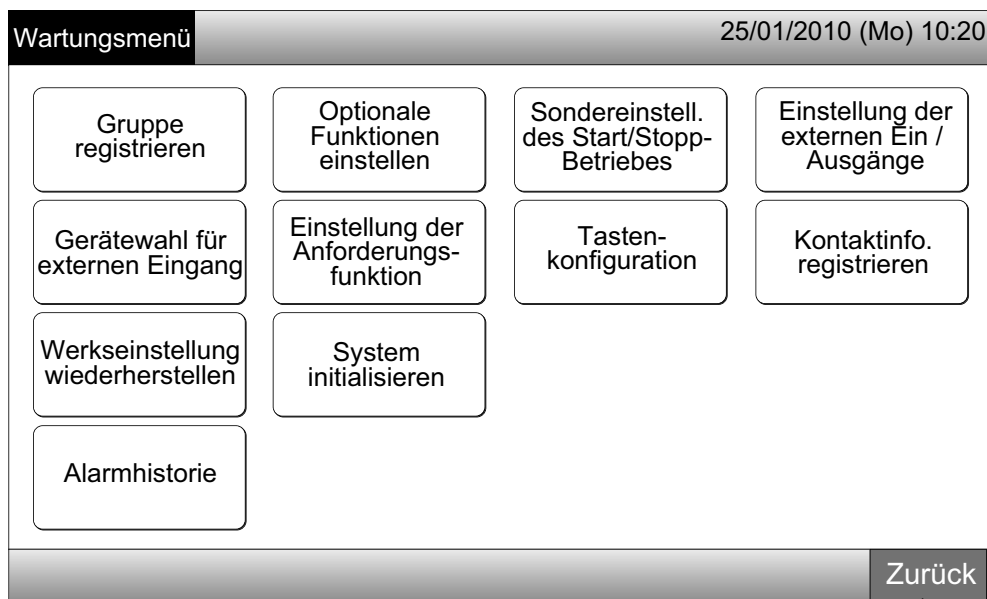 Wartungsmenü
25/01/2010 (Mo) 10:20
Gruppe
registrieren
Optionale
Funktionen
einstellen
Sondereinstell.
des Start/Stopp-
Betriebes
Einstellung der
externen Ein /
Ausgänge
Gerätewahl für
externen Eingang
Einstellung der
Anforderungs-
funktion
Tasten-
konfiguration
Kontaktinfo.
registrieren
Werkseinstellung
wiederherstellen
System
initialisieren
Alarmhistorie
Zurück